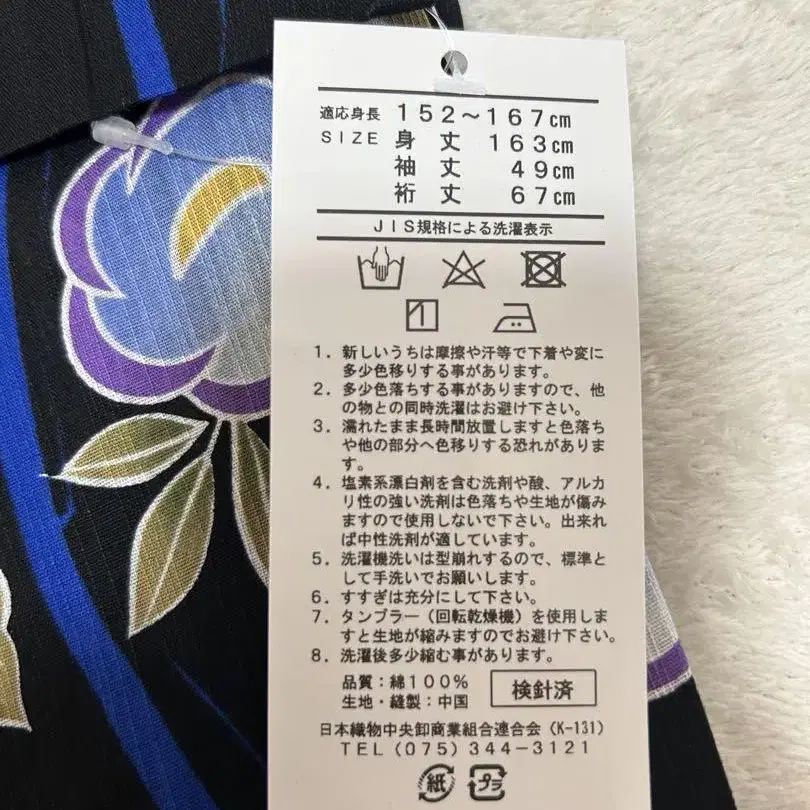 適応身長 152～167cm
SIZE 身丈 163cm
袖丈 49cm
裄丈 67cm
JIS規格による洗濯表示
1. 新しいうちは摩擦や汗等で下着や変に
多少色移りする事があります。
2. 多少色落ちする事がありますので、他
の物との同時洗濯はお避け下さい。
3. 濡れたまま長時間放置しますと色落ち
や他の部分へ色移りする恐れがありま
す。
4. 塩素系漂白剤を含む洗剤や酸、アルカ
リ性の強い洗剤は色落ちや生地が傷み
ますので使用しないで下さい。出来れ
ば中性洗剤が適しています。
5. 洗濯機洗いは型崩れするので、標準と
して手洗いでお願いします。
6. すすぎは充分にして下さい。
7. タンブラー（回転乾燥機）を使用しま
すと生地が縮みますのでお避け下さい。
8. 洗濯後多少縮む事があります。
品質：綿100%
生地・縫製：中国
検針済
日本織物中央卸商業組合連合会（K-131）
TEL（075）344-3121
紙 プラ